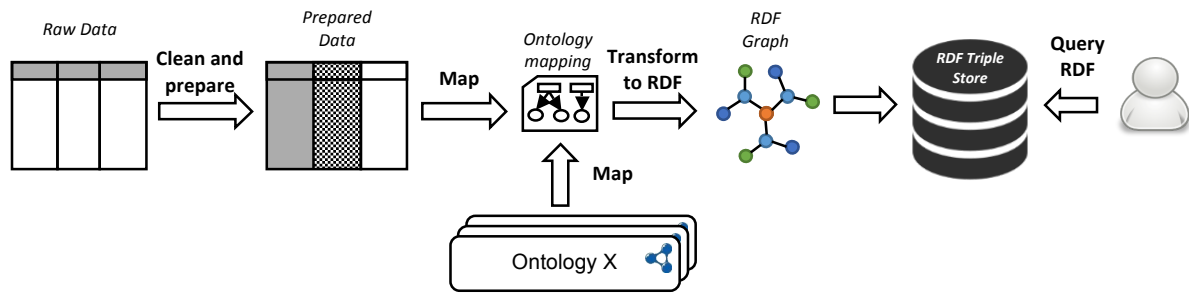 Raw Data
Clean and
prepare
Prepared
Data
Map
Ontology
mapping
Transform
to RDF
RDF
Graph
RDF Triple
Store
Query
RDF
Map
Ontology X